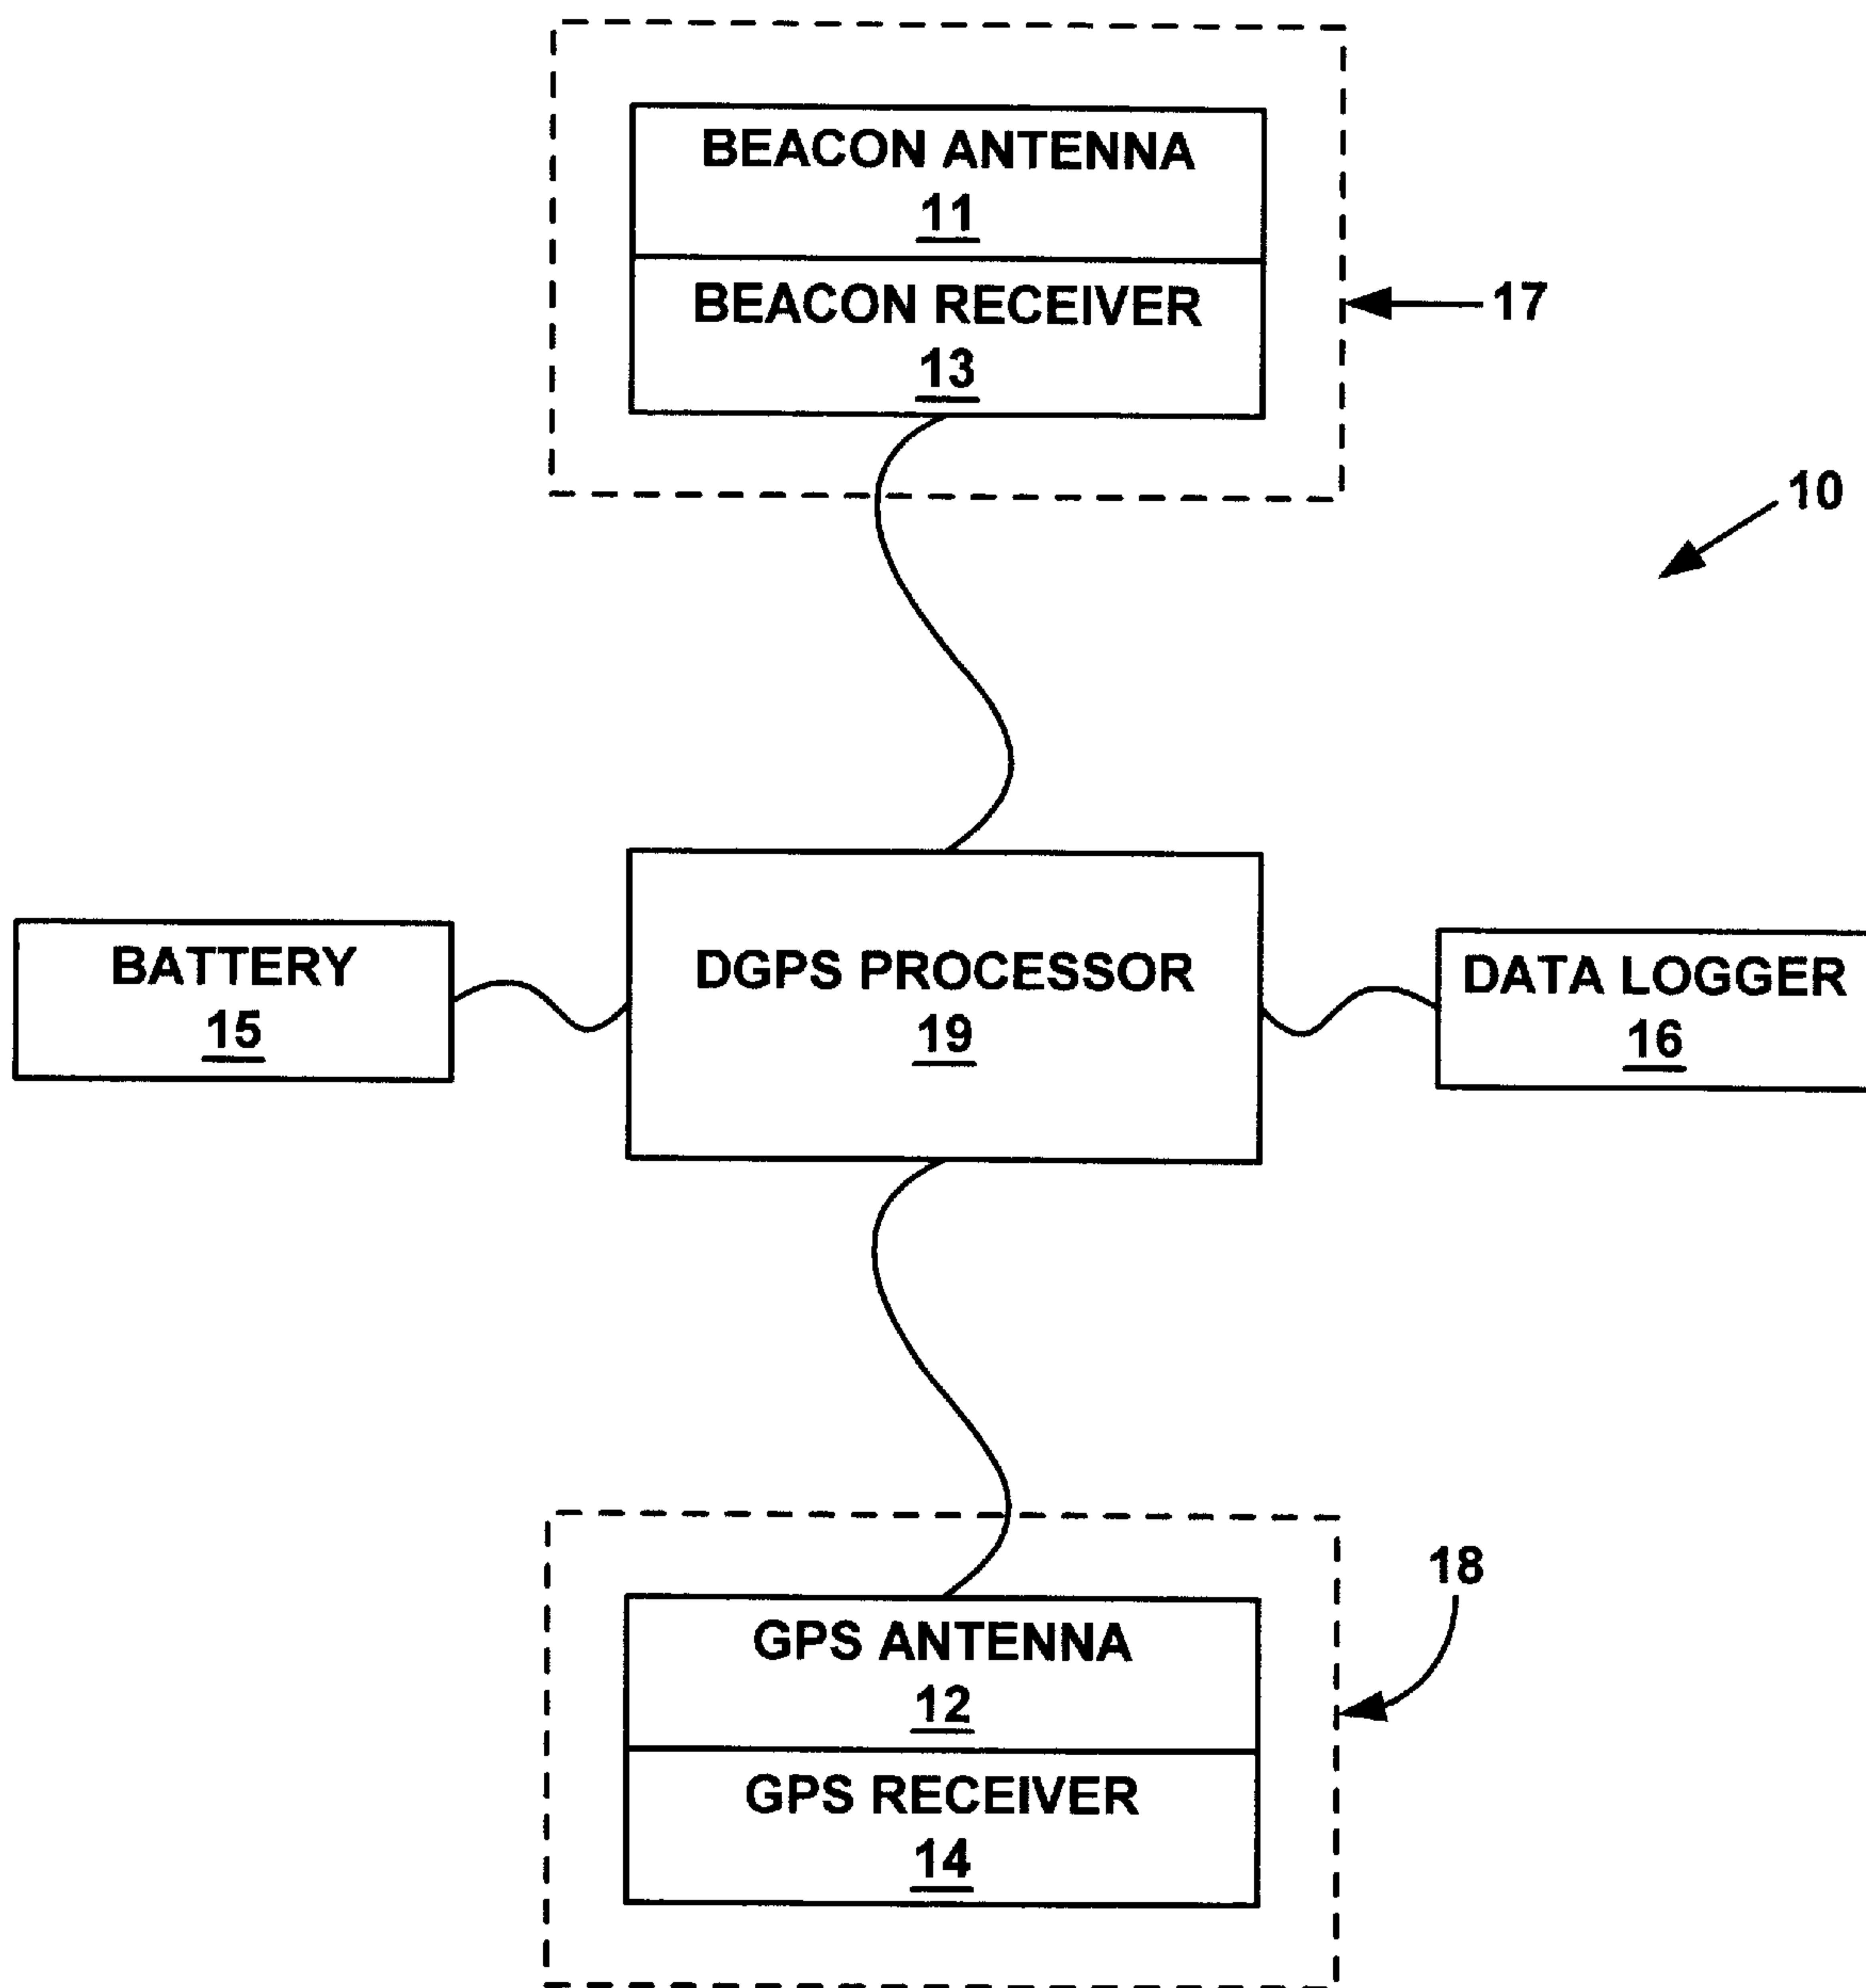 BEACON ANTENNA
11
BEACON RECEIVER
13
17
10
BATTERY
15
DGPS PROCESSOR
19
DATA LOGGER
16
18
GPS ANTENNA
12
GPS RECEIVER
14